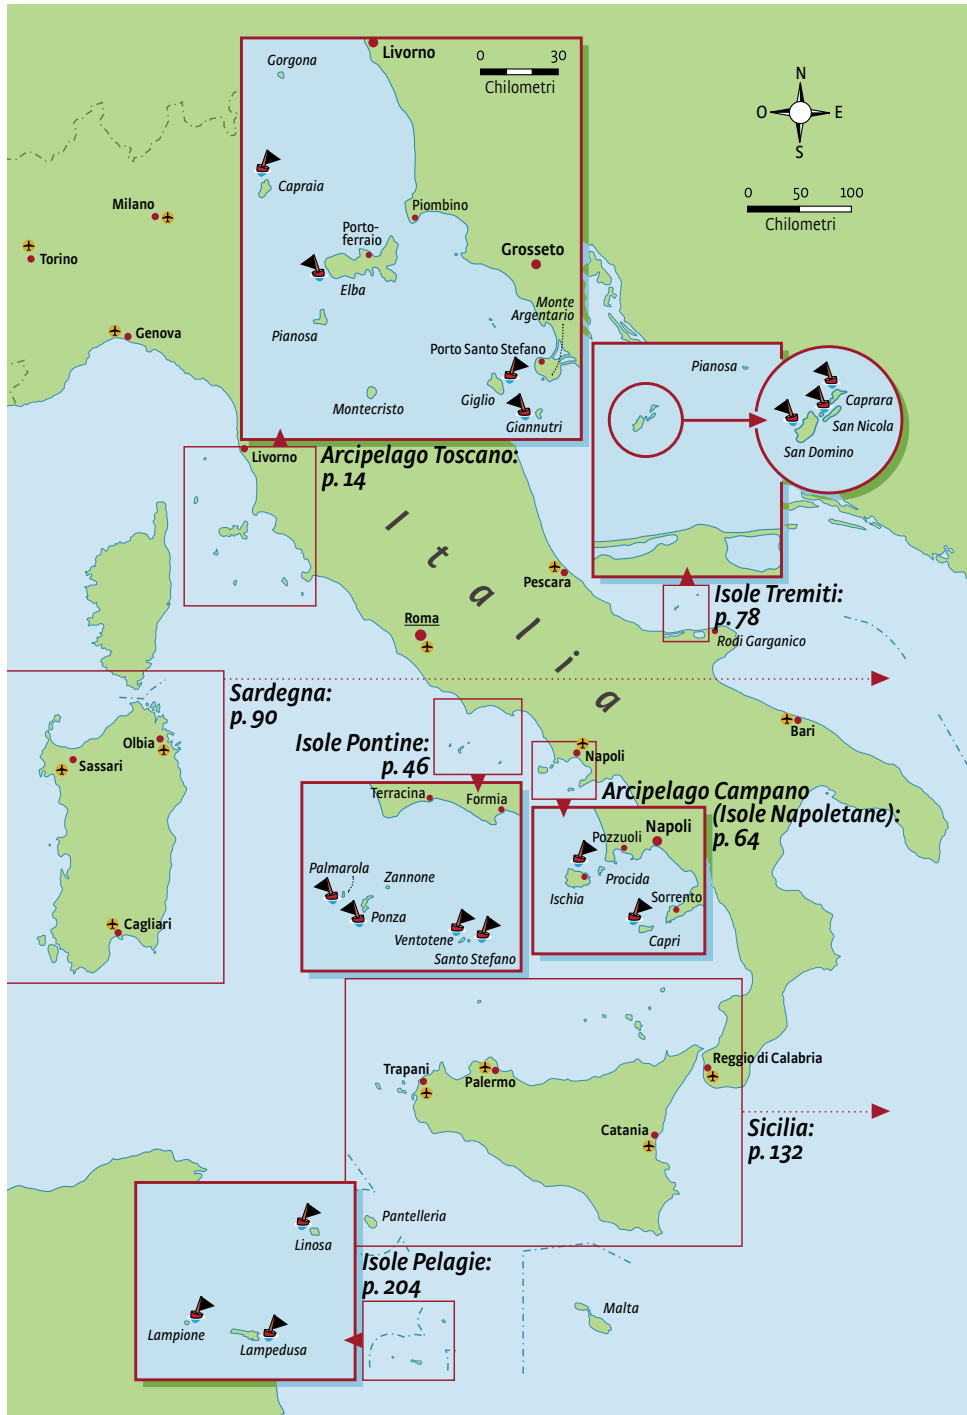 Livorno
Gorgona
0 30
Chilometri
N
O E
S
Capraia
0 50 100
Chilometri
Milano
Torino
Genova
Piombino
Porto-
ferraio
Grosseto
Elba
Monte
Argentario
Pianosa
Porto Santo Stefano
Giglio
Montecristo
Giannutri
Pianosa
Caprara
San Nicola
San Domino
Livorno
Arcipelago Toscano:
p. 14
Italia
Pescara
Isole Tremiti:
p. 78
Rodi Garganico
Roma
Sardegna:
p. 90
Olbia
Sassari
Cagliari
Bari
Isole Pontine:
p. 46
Napoli
Arcipelago Campano
(Isole Napoletane):
p. 64
Terracina
Formia
Palmarola
Zannone
Ponza
Ventotene
Santo Stefano
Pozzuoli
Napoli
Procida
Ischia
Sorrento
Capri
Reggio di Calabria
Trapani
Palermo
Catania
Sicilia:
p. 132
Pantelleria
Linosa
Isole Pelagie:
p. 204
Lampione
Lampedusa
Malta